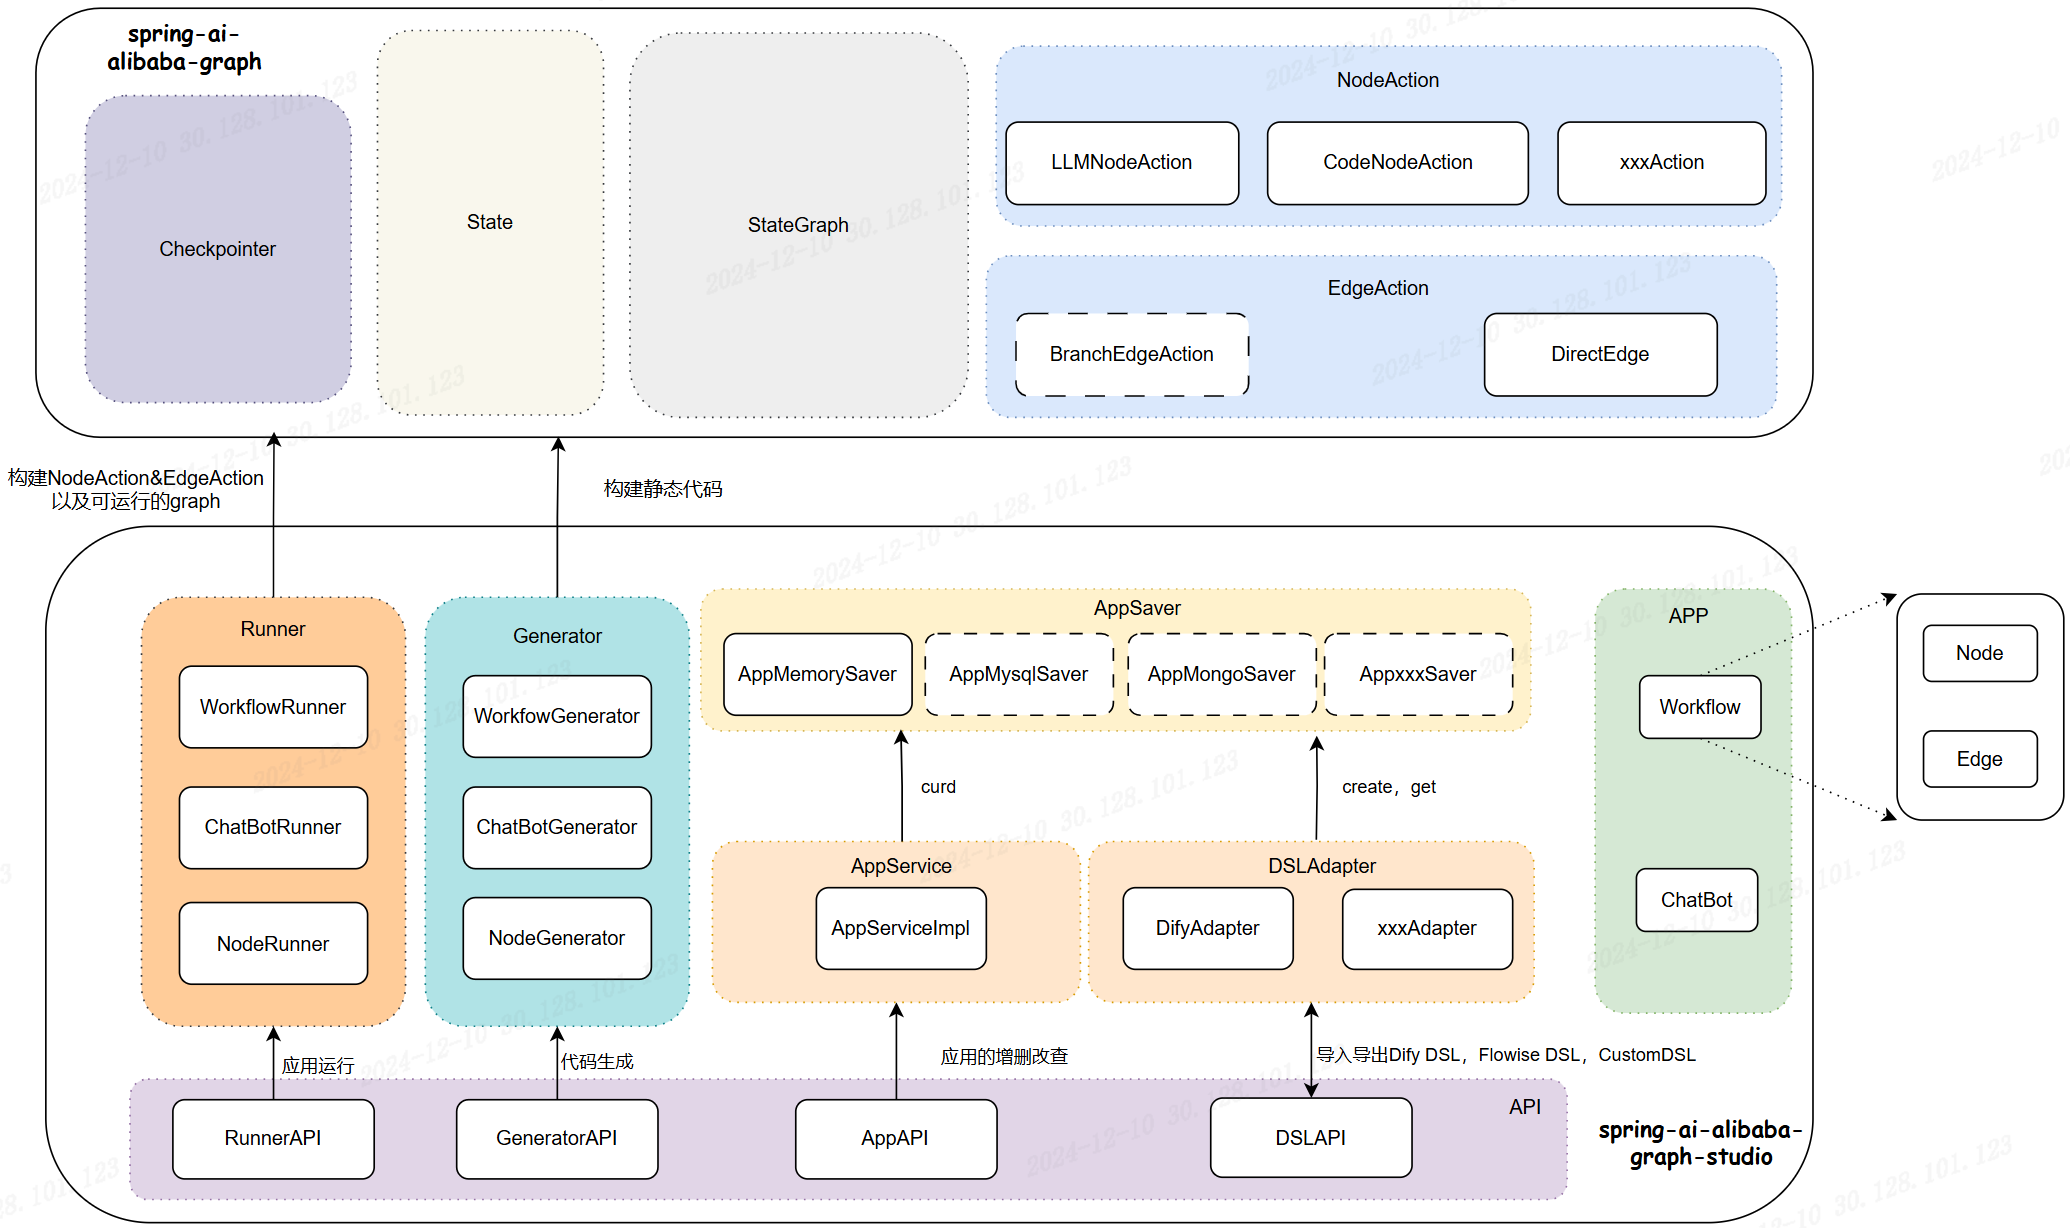 spring-ai-
alibaba-graph
Checkpointer
State
StateGraph
NodeAction
LLMNodeAction
CodeNodeAction
xxxAction
EdgeAction
BranchEdgeAction
DirectEdge
构建NodeAction&EdgeAction
以及可运行的graph
构建静态代码
Runner
WorkflowRunner
ChatBotRunner
NodeRunner
Generator
WorkfowGenerator
ChatBotGenerator
NodeGenerator
AppSaver
AppMemorySaver
AppMysqlSaver
AppMongoSaver
AppxxxSaver
curd
create，get
AppService
AppServiceImpl
DSLAdapter
DifyAdapter
xxxAdapter
APP
Workflow
ChatBot
Node
Edge
应用运行
代码生成
应用的增删改查
导入导出Dify DSL，Flowise DSL，CustomDSL
API
RunnerAPI
GeneratorAPI
AppAPI
DSLAPI
spring-ai-alibaba-
graph-studio
2024-12-10 30.128.101.123